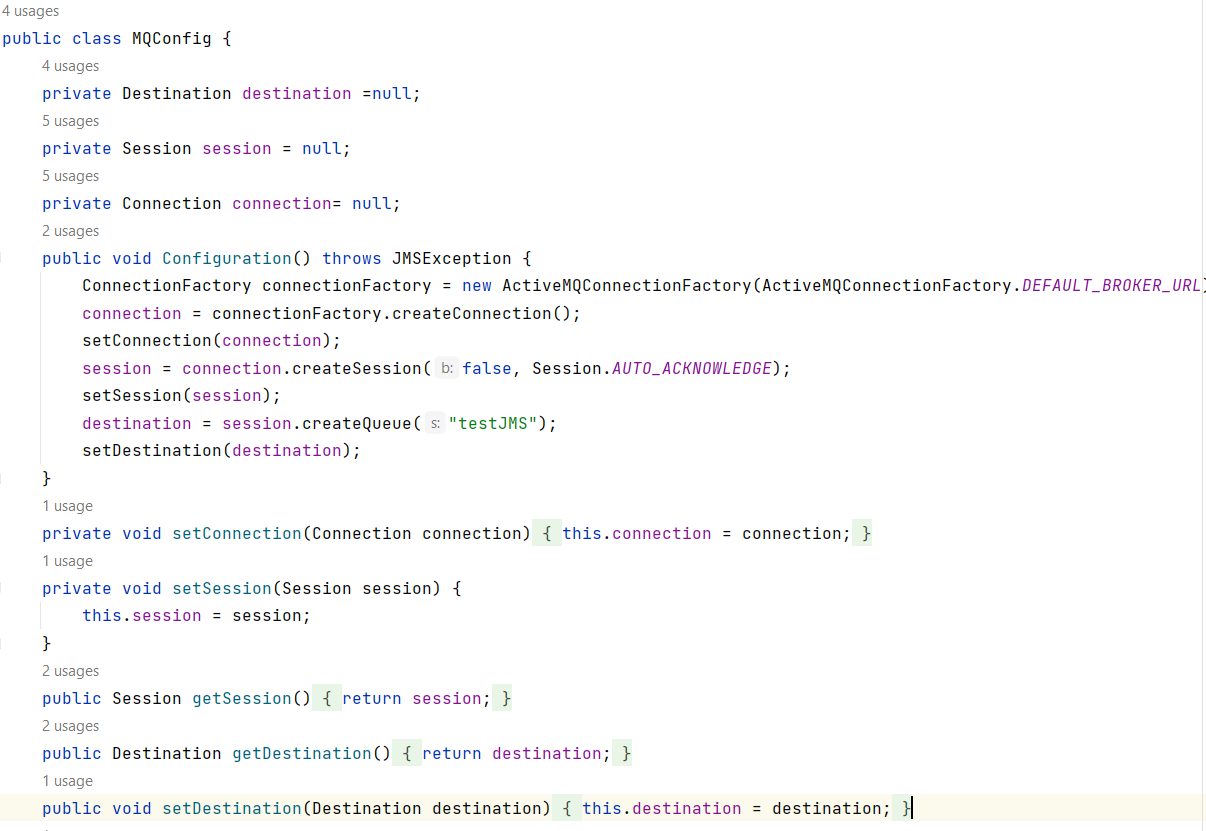 4 usages
public class MQConfig {
4 usages
private Destination destination =null;
5 usages
private Session session = null;
5 usages
private Connection connection= null;
2 usages
public void Configuration() throws JMSException {
ConnectionFactory connectionFactory = new ActiveMQConnectionFactory(ActiveMQConnectionFactory.DEFAULT_BROKER_URL)
connection = connectionFactory.createConnection();
setConnection(connection);
session = connection.createSession( b: false, Session.AUTO_ACKNOWLEDGE);
setSession(session);
destination = session.createQueue( s: "testJMS");
setDestination(destination);
}
1 usage
private void setConnection(Connection connection) { this.connection = connection; }
1 usage
private void setSession(Session session) {
this.session = session;
}
2 usages
public Session getSession() { return session; }
2 usages
public Destination getDestination() { return destination; }
1 usage
public void setDestination(Destination destination) { this.destination = destination; }